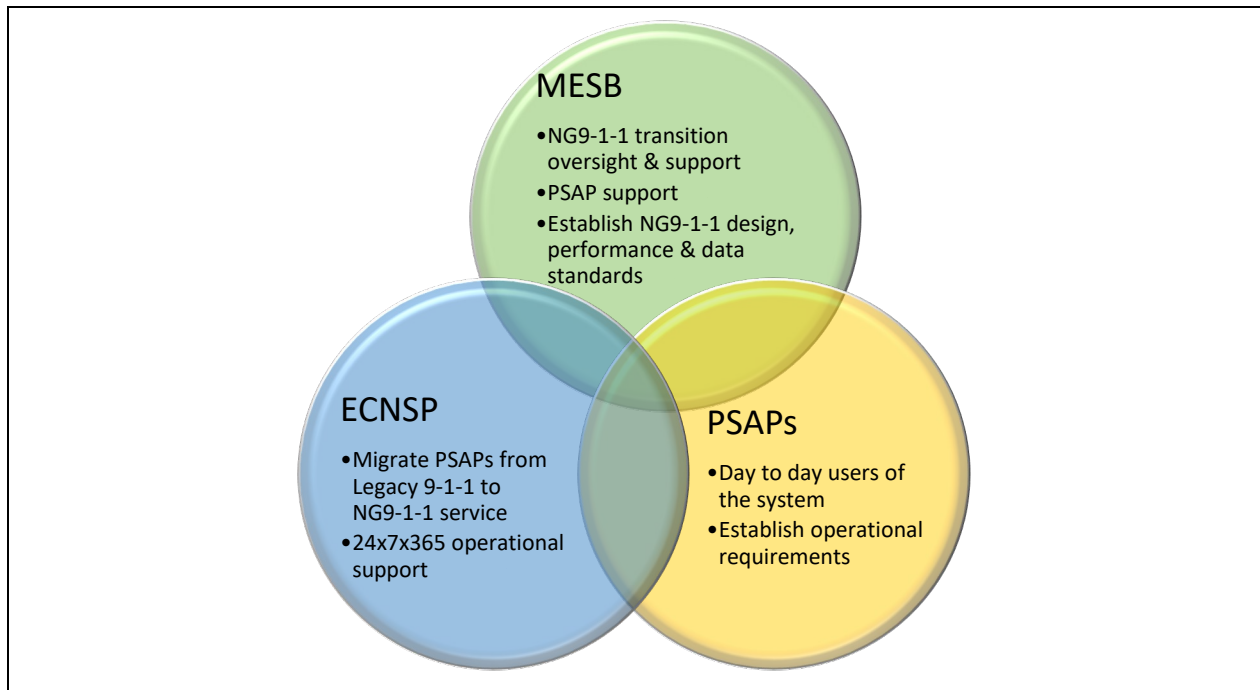 MESB
•NG9-1-1 transition
oversight & support
•PSAP support
•Establish NG9-1-1 design,
performance & data
standards
ECNSP
•Migrate PSAPs from
Legacy 9-1-1 to
NG9-1-1 service
•24x7x365 operational
support
PSAPs
•Day to day users of
the system
•Establish operational
requirements